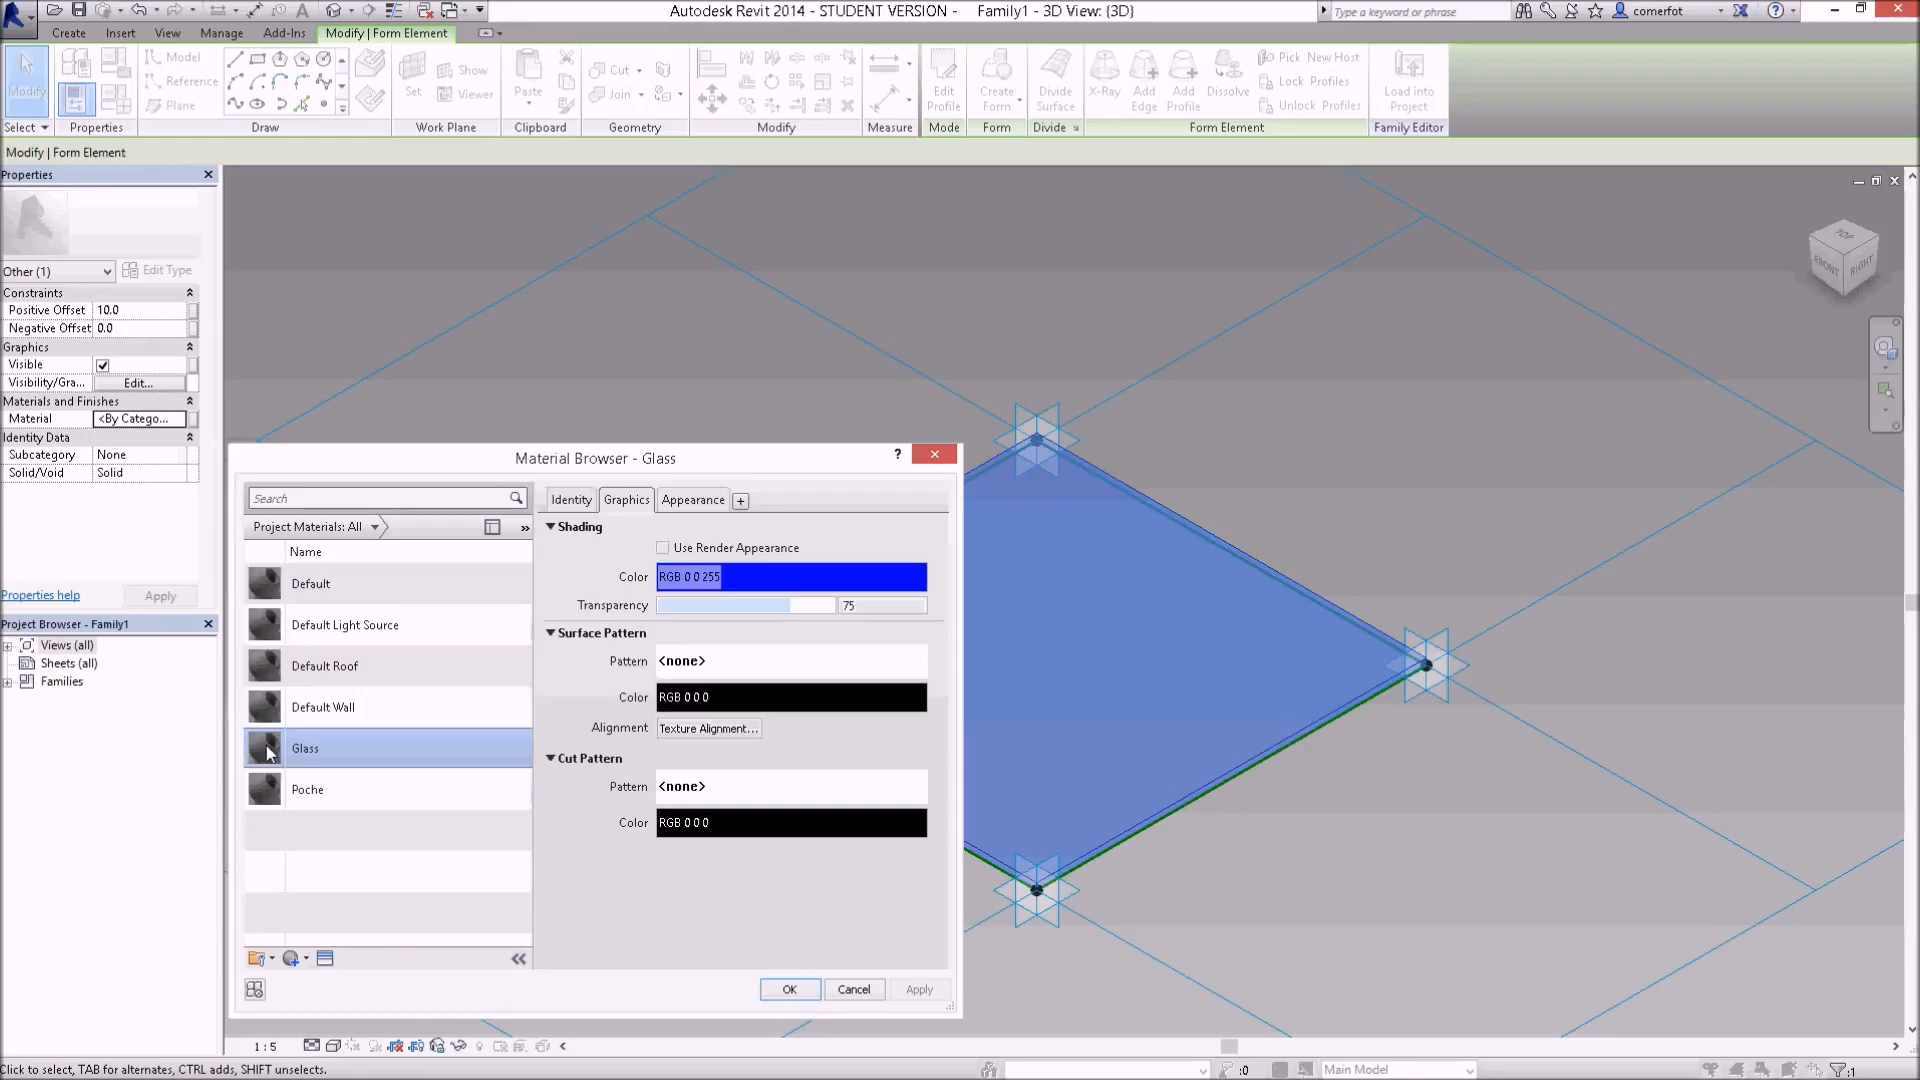 Autodesk Revit 2014 - STUDENT VERSION - Family1 - 3D View: {3D}
Type a keyword or phrase
comerfot
Create Insert View Manage Add-Ins Modify | Form Element
Modify
Model
Reference
Plane
Set
Show
Viewer
Paste
Cut
Join
Edit Profile
Create Form
Divide Surface
X-Ray
Add Edge
Add Profile
Dissolve
Pick New Host
Lock Profiles
Unlock Profiles
Load into Project
Select Properties Draw Work Plane Clipboard Geometry Modify Measure Mode Form Divide Form Element Family Editor
Modify | Form Element
Properties
Other (1)
Edit Type
Constraints
Positive Offset 10.0
Negative Offset 0.0
Graphics
Visible
Visibility/Gra... Edit...
Materials and Finishes
Material <By Catego...
Identity Data
Subcategory None
Solid/Void Solid
Properties help
Apply
Project Browser - Family1
Views (all)
Sheets (all)
Families
TOP
FRONT
RIGHT
Material Browser - Glass
?
Search
Project Materials: All
Name
Default
Default Light Source
Default Roof
Default Wall
Glass
Poche
Identity Graphics Appearance
Shading
Use Render Appearance
Color RGB 0 0 255
Transparency 75
Surface Pattern
Pattern <none>
Color RGB 0 0 0
Alignment Texture Alignment...
Cut Pattern
Pattern <none>
Color RGB 0 0 0
OK Cancel Apply
1 : 5
Click to select, TAB for alternates, CTRL adds, SHIFT unselects.
:0
Main Model
:1